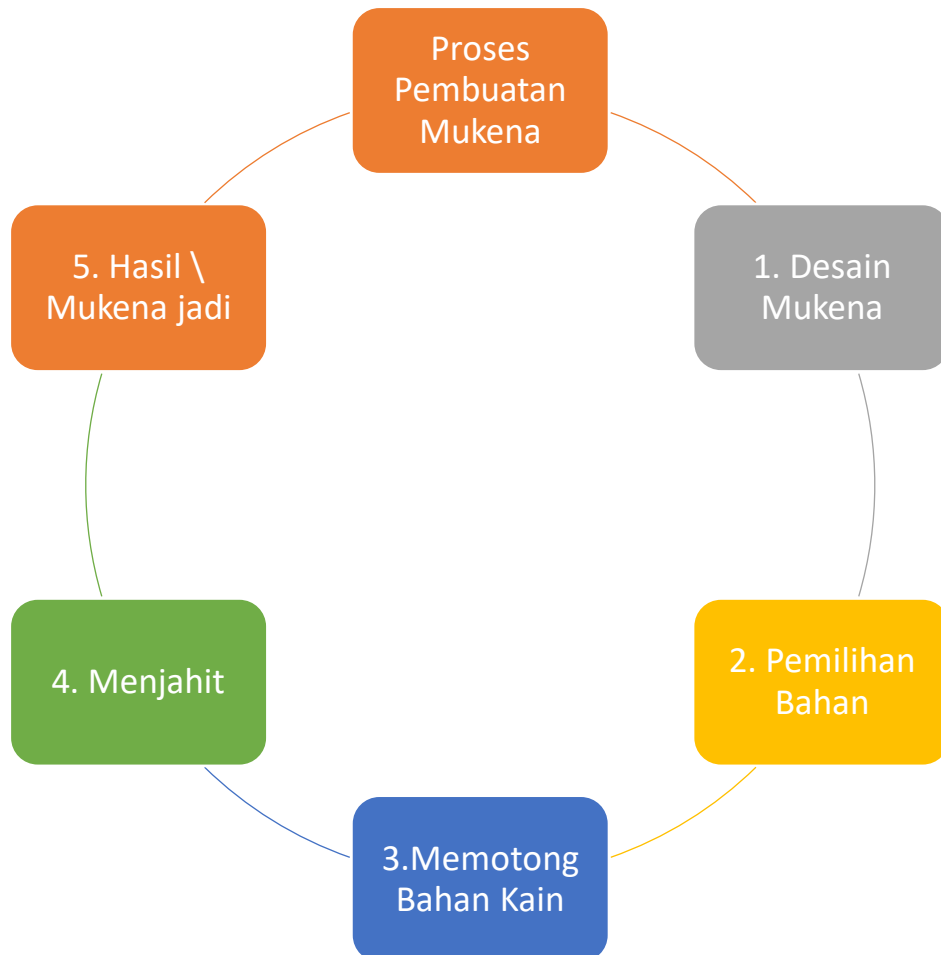 Proses
Pembuatan
Mukena
1. Desain
Mukena
2. Pemilihan
Bahan
3.Memotong
Bahan Kain
4. Menjahit
5. Hasil \
Mukena jadi